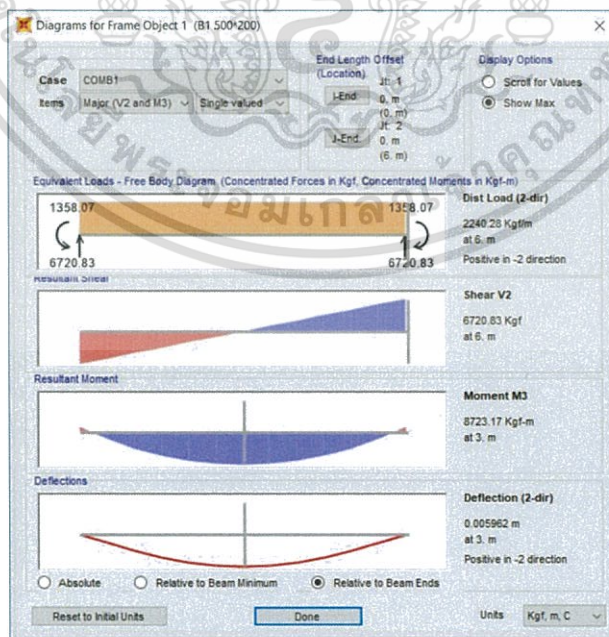 Diagrams for Frame Object 1 (B1 500*200)
Case COMB1
Items Major (V2 and M3) Single valued
End Length Offset
(Location)
I-End
Jt: 1
0. m
(0. m)
J-End
Jt: 2
0. m
(6. m)
Display Options
Scroll for Values
Show Max
Equivalent Loads - Free Body Diagram (Concentrated Forces in Kgf, Concentrated Moments in Kgf-m)
1358.07 1358.07
6720.83 6720.83
Dist Load (2-dir)
2240.28 Kgf/m
at 6. m
Positive in -2 direction
Resultant Shear
Shear V2
6720.83 Kgf
at 6. m
Resultant Moment
Moment M3
8723.17 Kgf-m
at 3. m
Deflections
Deflection (2-dir)
0.005962 m
at 3. m
Positive in -2 direction
Absolute Relative to Beam Minimum Relative to Beam Ends
Reset to Initial Units Done Units Kgf, m, C